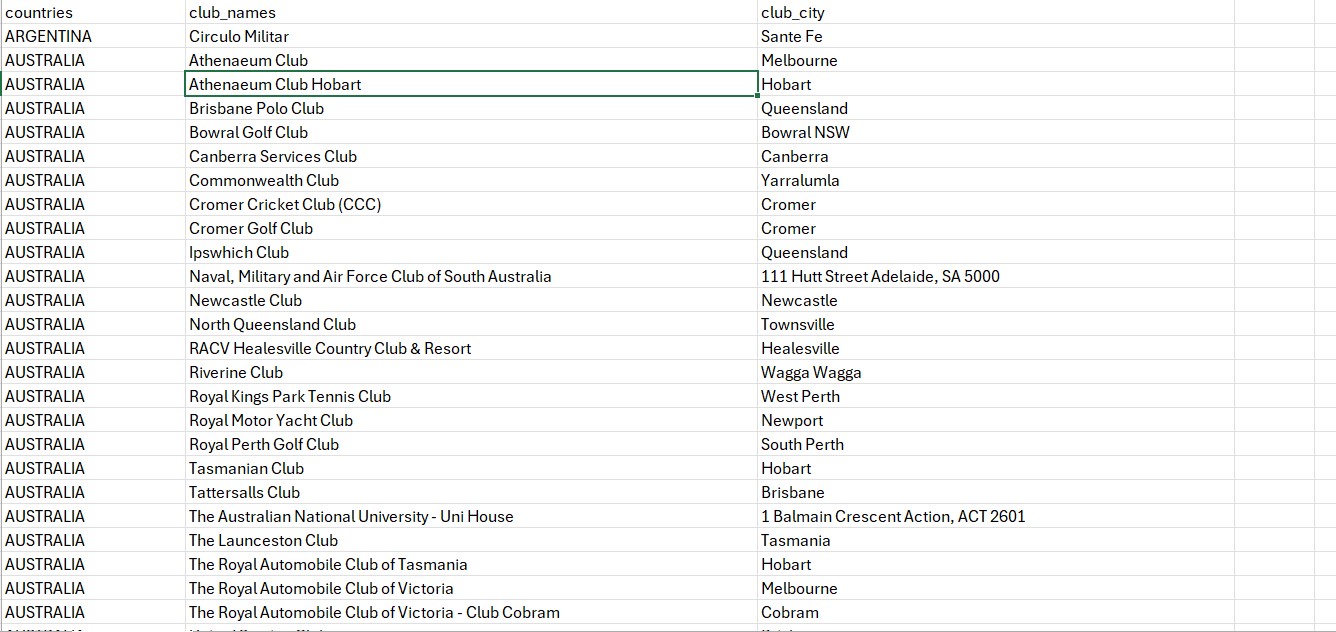 countries club_names club_city
ARGENTINA Circulo Militar Sante Fe
AUSTRALIA Athenaeum Club Melbourne
AUSTRALIA Athenaeum Club Hobart Hobart
AUSTRALIA Brisbane Polo Club Queensland
AUSTRALIA Bowral Golf Club Bowral NSW
AUSTRALIA Canberra Services Club Canberra
AUSTRALIA Commonwealth Club Yarralumla
AUSTRALIA Cromer Cricket Club (CCC) Cromer
AUSTRALIA Cromer Golf Club Cromer
AUSTRALIA Ipswhich Club Queensland
AUSTRALIA Naval, Military and Air Force Club of South Australia 111 Hutt Street Adelaide, SA 5000
AUSTRALIA Newcastle Club Newcastle
AUSTRALIA North Queensland Club Townsville
AUSTRALIA RACV Healesville Country Club & Resort Healesville
AUSTRALIA Riverine Club Wagga Wagga
AUSTRALIA Royal Kings Park Tennis Club West Perth
AUSTRALIA Royal Motor Yacht Club Newport
AUSTRALIA Royal Perth Golf Club South Perth
AUSTRALIA Tasmanian Club Hobart
AUSTRALIA Tattersalls Club Brisbane
AUSTRALIA The Australian National University - Uni House 1 Balmain Crescent Action, ACT 2601
AUSTRALIA The Launceston Club Tasmania
AUSTRALIA The Royal Automobile Club of Tasmania Hobart
AUSTRALIA The Royal Automobile Club of Victoria Melbourne
AUSTRALIA The Royal Automobile Club of Victoria - Club Cobram Cobram